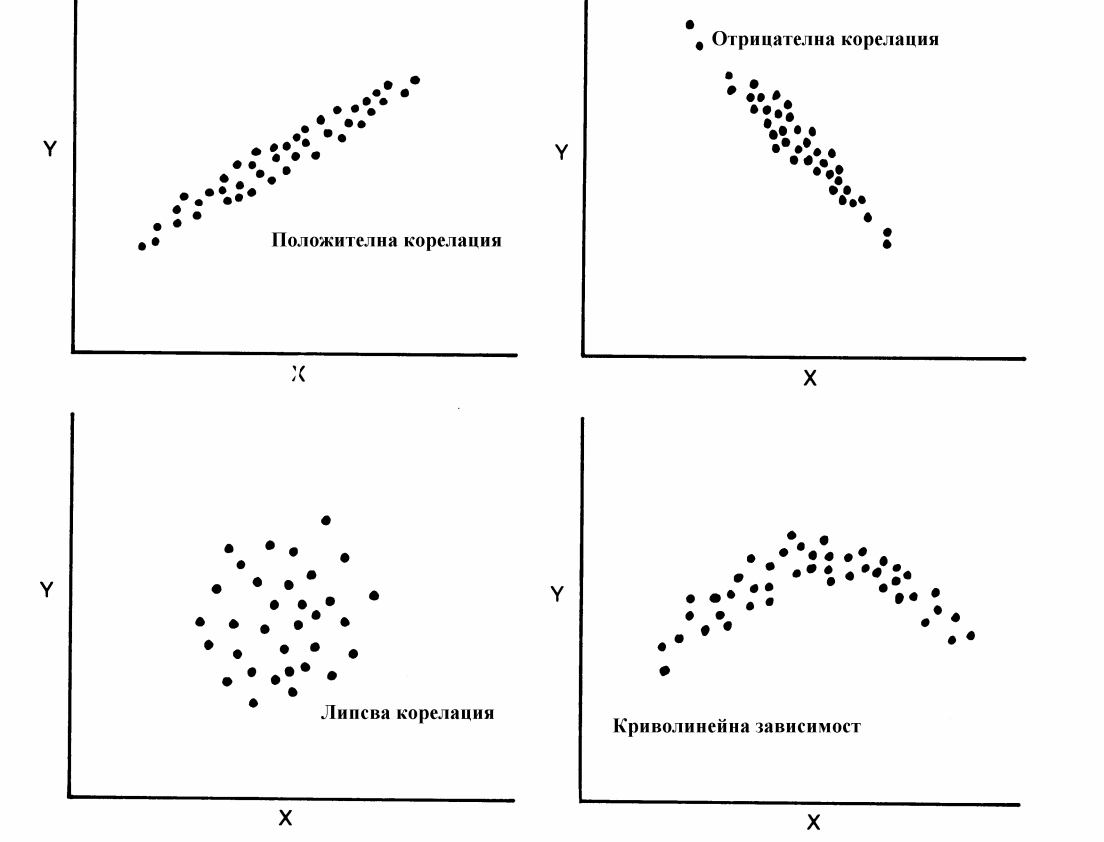 Отрицателна корелация
Y
Y
Положителна корелация
X
X
Y
Y
Липсва корелация
Криволинейна зависимост
X
X